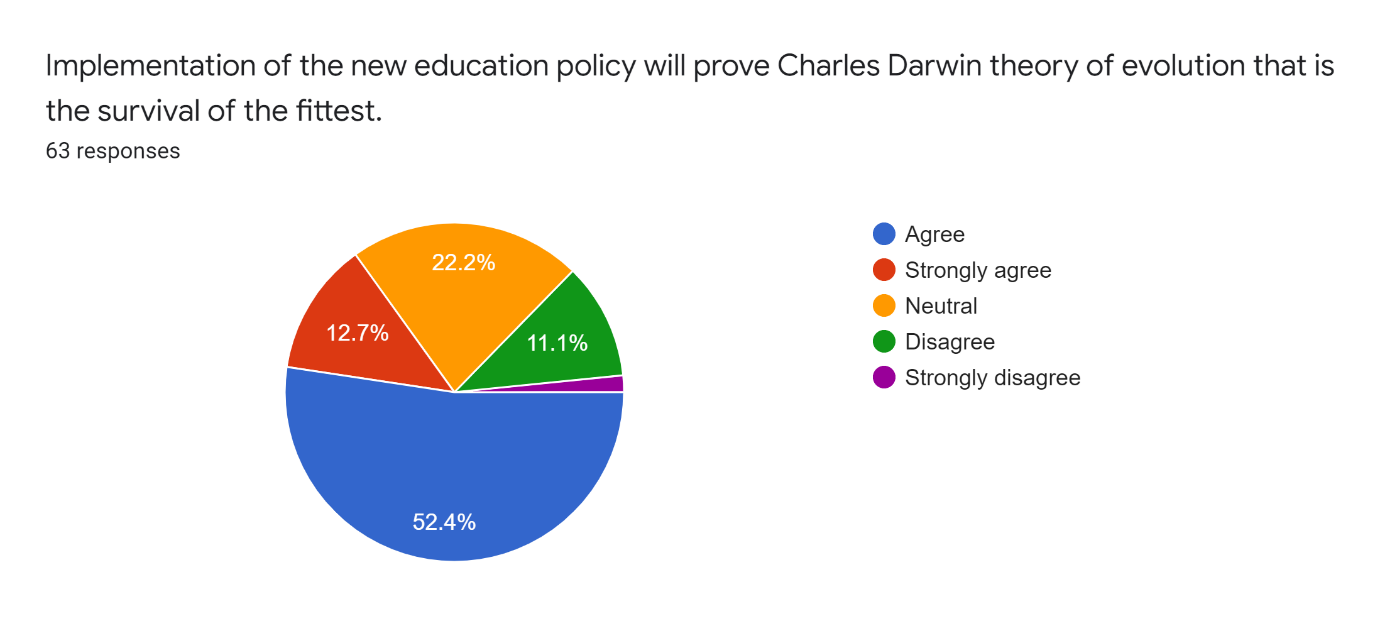 Implementation of the new education policy will prove Charles Darwin theory of evolution that is
the survival of the fittest.
63 responses
22.2%
12.7%
11.1%
52.4%
Agree
Strongly agree
Neutral
Disagree
Strongly disagree